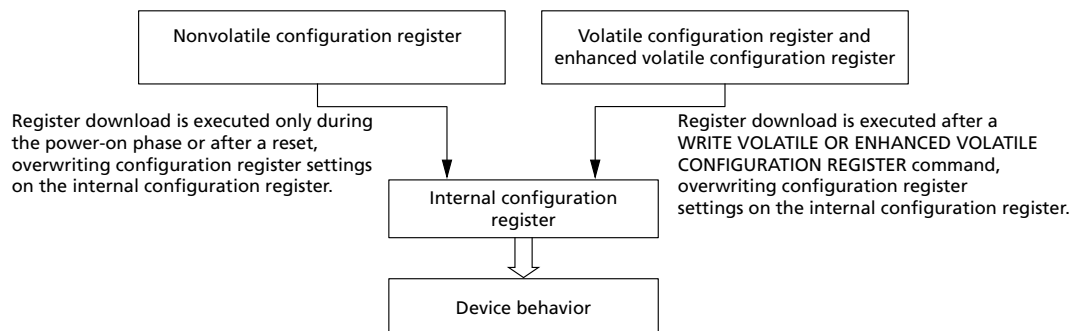 Nonvolatile configuration register
Volatile configuration register and
enhanced volatile configuration register
Register download is executed only during
the power-on phase or after a reset,
overwriting configuration register settings
on the internal configuration register.
Register download is executed after a
WRITE VOLATILE OR ENHANCED VOLATILE
CONFIGURATION REGISTER command,
overwriting configuration register
settings on the internal configuration register.
Internal configuration
register
Device behavior